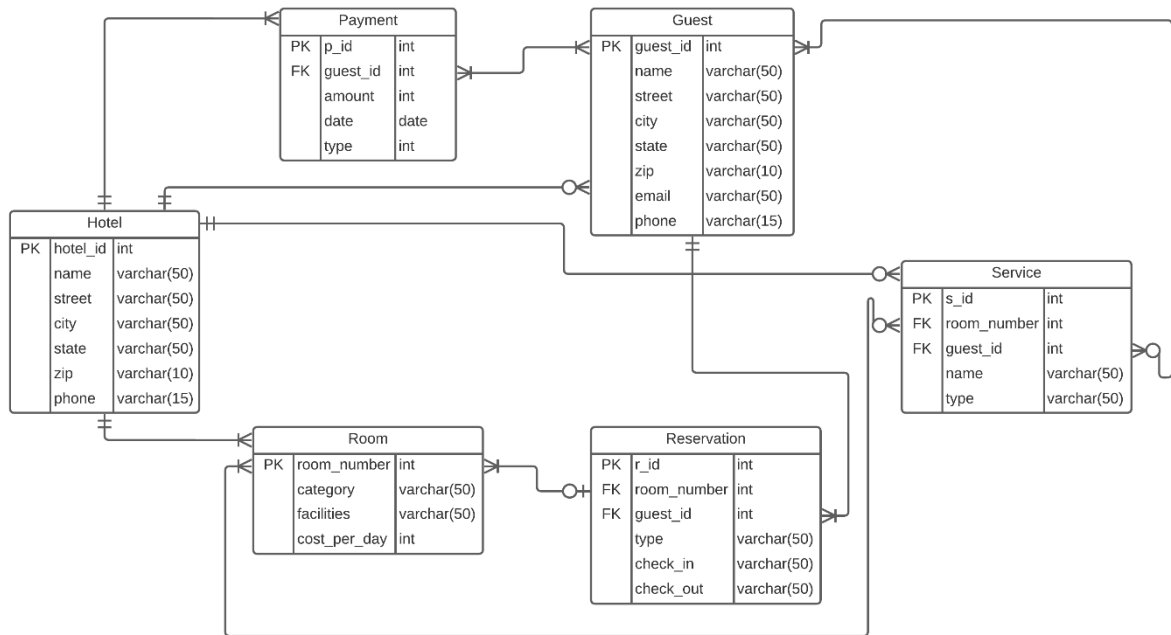 Payment
PK p_id int
FK guest_id int
amount int
date date
type int
Guest
PK guest_id int
name varchar(50)
street varchar(50)
city varchar(50)
state varchar(50)
zip varchar(10)
email varchar(50)
phone varchar(15)
Hotel
PK hotel_id int
name varchar(50)
street varchar(50)
city varchar(50)
state varchar(50)
zip varchar(10)
phone varchar(15)
Service
PK s_id int
FK room_number int
FK guest_id int
name varchar(50)
type varchar(50)
Room
PK room_number int
category varchar(50)
facilities varchar(50)
cost_per_day int
Reservation
PK r_id int
FK room_number int
FK guest_id int
type varchar(50)
check_in varchar(50)
check_out varchar(50)